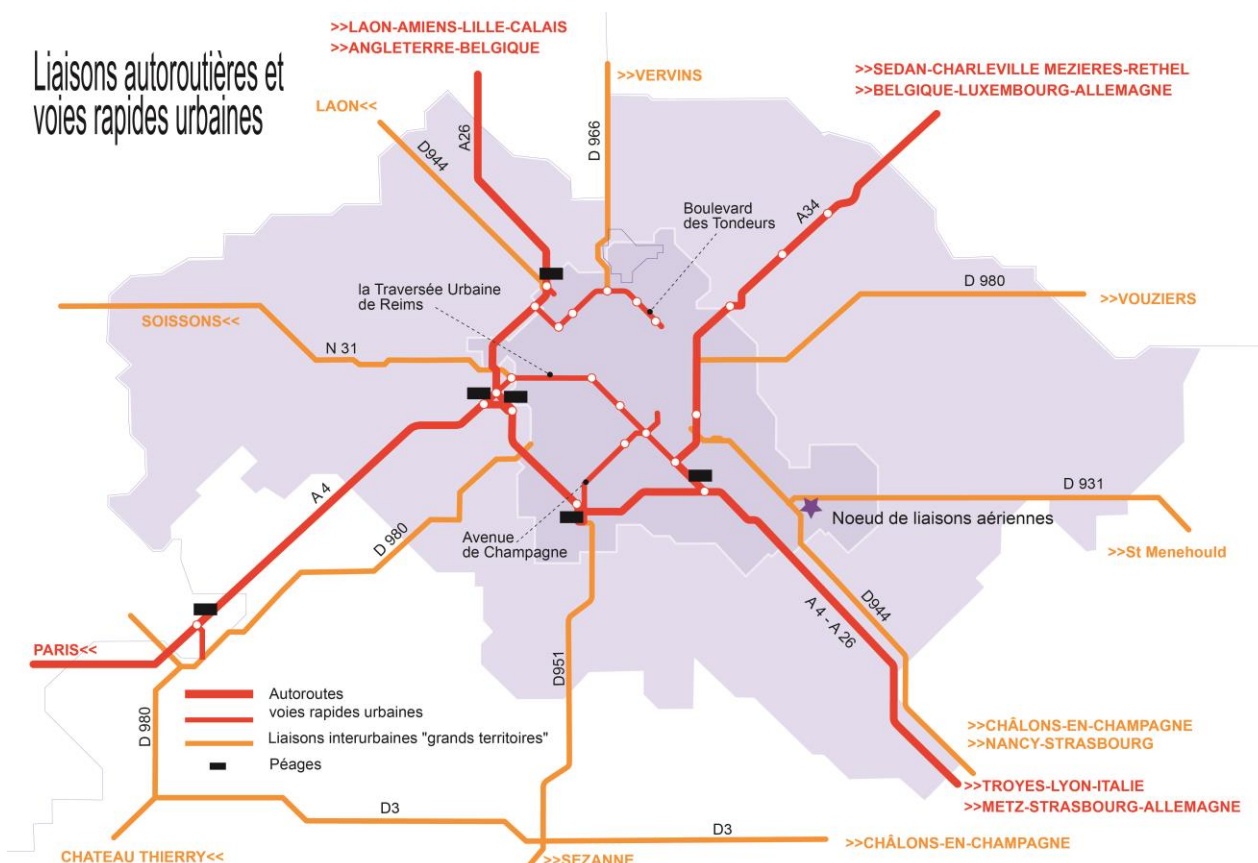 Liaisons autoroutières et
voies rapides urbaines
>>LAON-AMIENS-LILLE-CALAIS
>>ANGLETERRE-BELGIQUE
>>VERVINS
>>SEDAN-CHARLEVILLE MEZIERES-RETHEL
>>BELGIQUE-LUXEMBOURG-ALLEMAGNE
LAON<<
D944
A26
D 966
A34
Boulevard
des Tondeurs
la Traversée Urbaine
de Reims
D 980
>>VOUZIERS
SOISSONS<<
N 31
A 4
D 980
Avenue
de Champagne
D 931
Noeud de liaisons aériennes
>>St Menehould
D944
A 4 - A 26
D951
PARIS<<
D 980
Autoroutes
voies rapides urbaines
Liaisons interurbaines "grands territoires"
Péages
>>CHÂLONS-EN-CHAMPAGNE
>>NANCY-STRASBOURG
>>TROYES-LYON-ITALIE
>>METZ-STRASBOURG-ALLEMAGNE
D3
D3
>>CHÂLONS-EN-CHAMPAGNE
CHATEAU THIERRY<<
>>SEZANNE